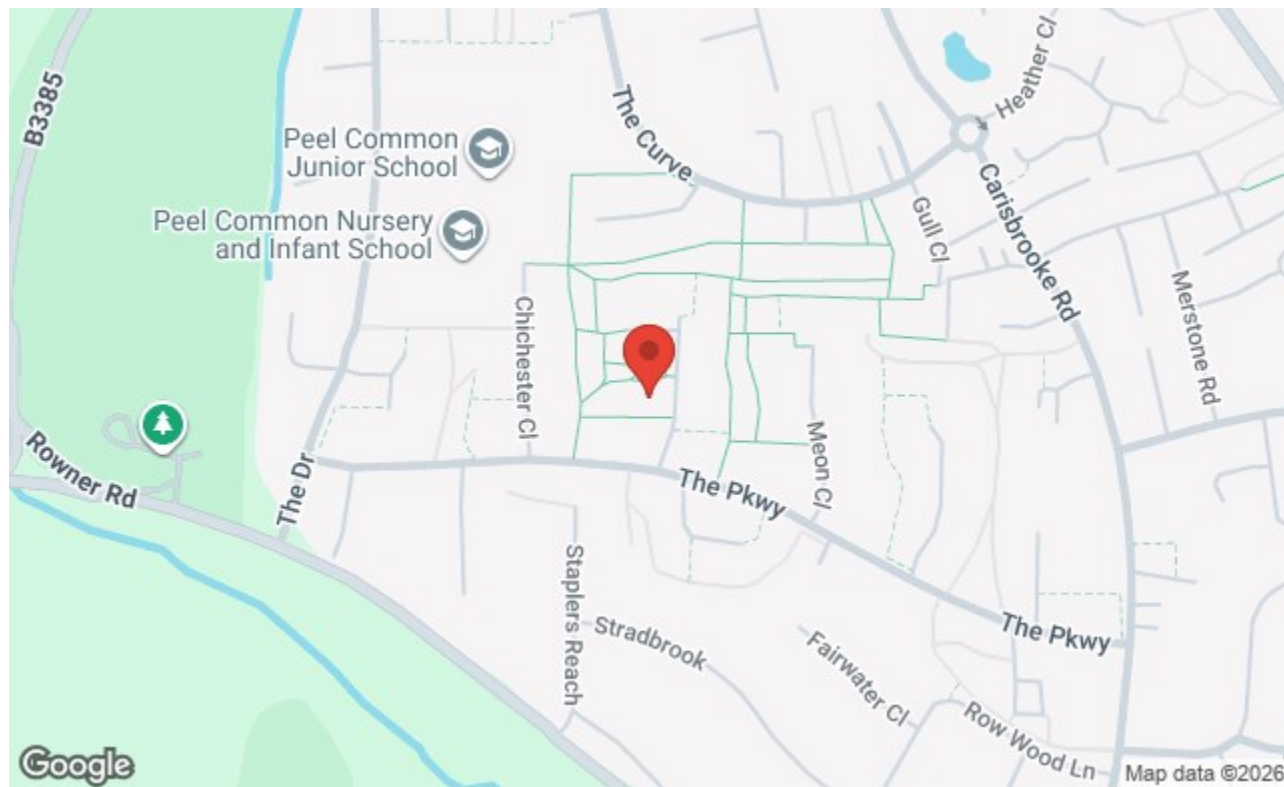 B3385
Peel Common
Junior School
Peel Common Nursery
and Infant School
The Curve
Heather Cl
Gull Cl
Carisbrooke Rd
Merstone Rd
Chichester Cl
Meon Cl
Rowner Rd
The Dr
The Pkwy
Staplers Reach
Stradbrook
Fairwater Cl
The Pkwy
Row Wood Ln
Google
Map data ©2026